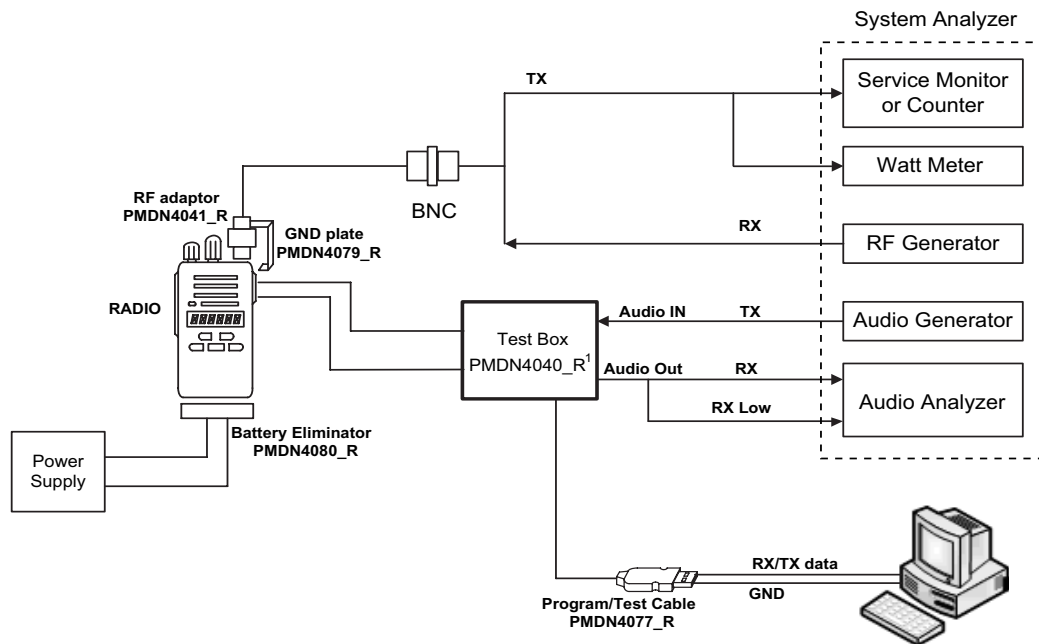 System Analyzer
TX
Service Monitor
or Counter
Watt Meter
BNC
RF adaptor
PMDN4041_R
GND plate
PMDN4079_R
RX
RF Generator
RADIO
Audio IN
TX
Audio Generator
Test Box
PMDN4040_R1
Audio Out
RX
RX Low
Audio Analyzer
Battery Eliminator
PMDN4080_R
Power
Supply
RX/TX data
GND
Program/Test Cable
PMDN4077_R